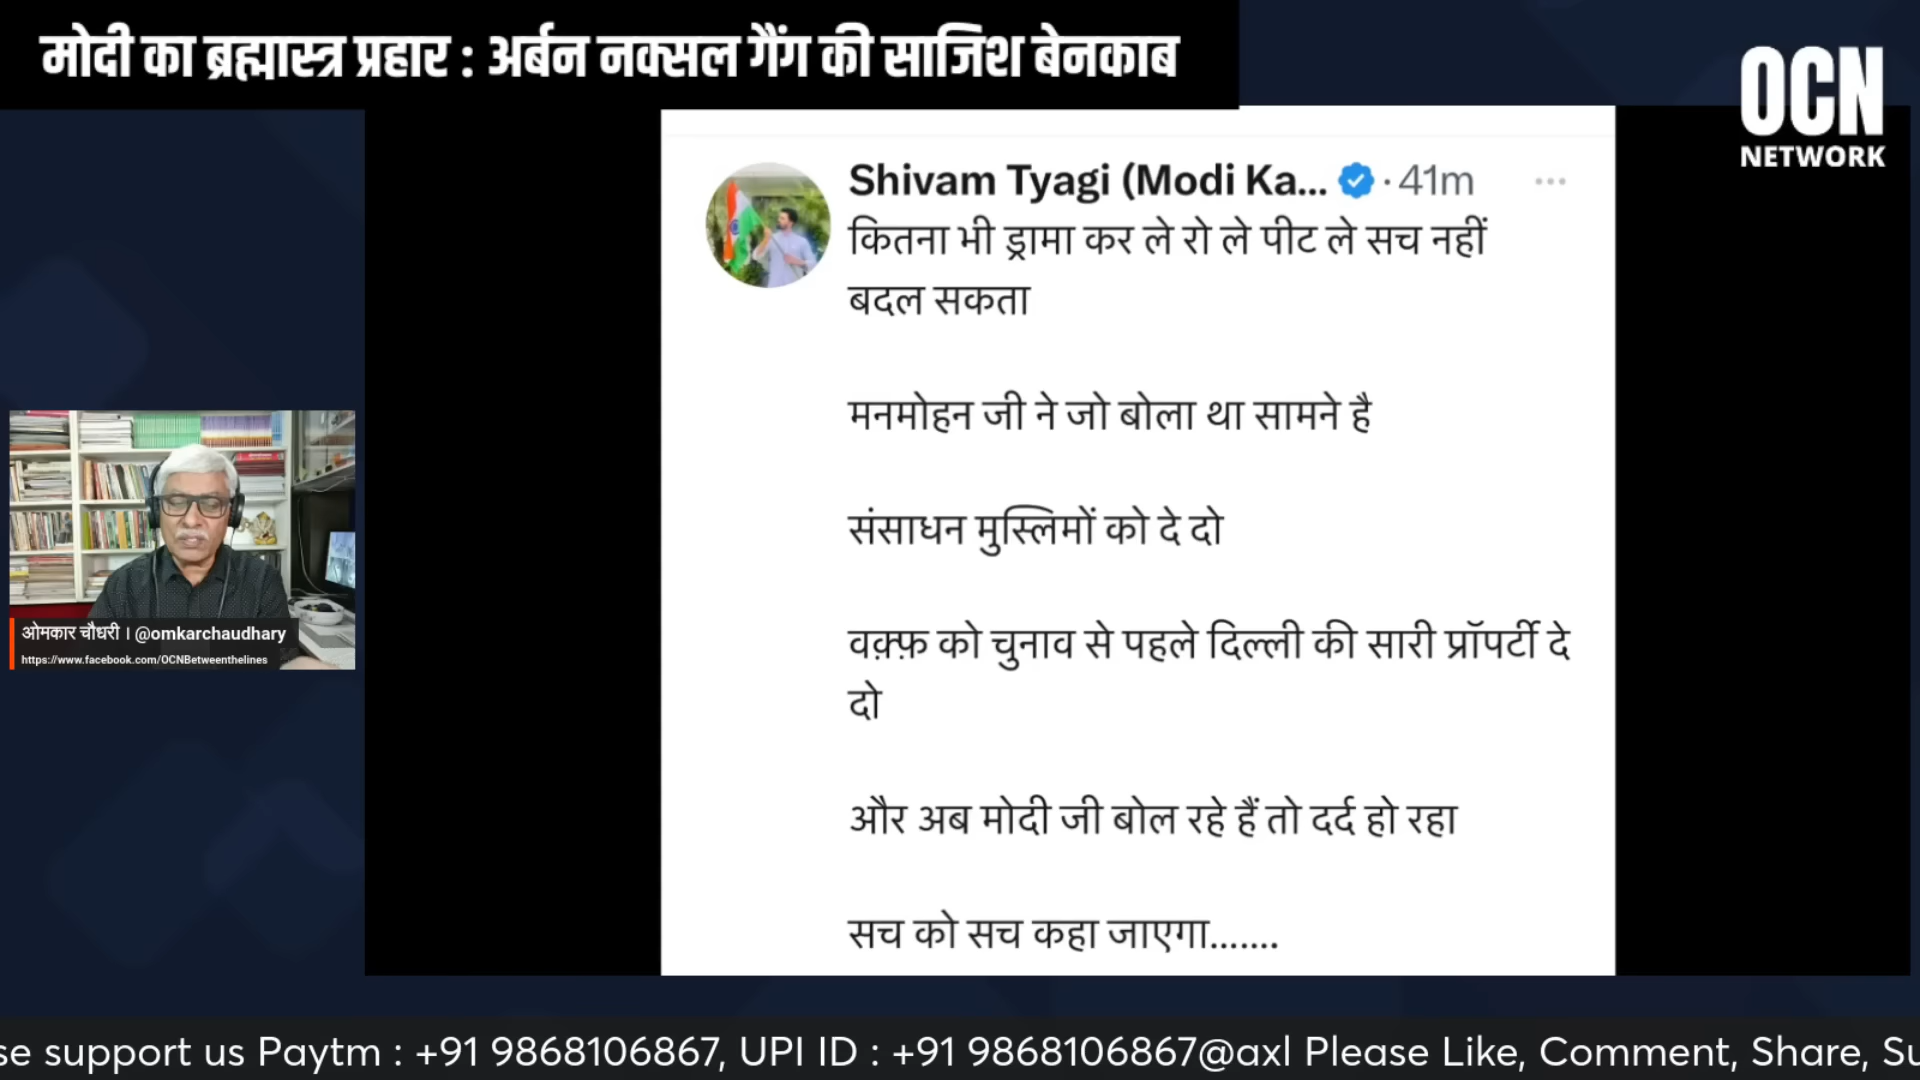 मोदी का ब्रह्मास्त्र प्रहार : अर्बन नक्सल गैंग की साजिश बेनकाब
OCN
NETWORK
Shivam Tyagi (Modi Ka... · 41m
कितना भी ड्रामा कर ले रो ले पीट ले सच नहीं
बदल सकता
मनमोहन जी ने जो बोला था सामने है
संसाधन मुस्लिमों को दे दो
वक़्फ़ को चुनाव से पहले दिल्ली की सारी प्रॉपर्टी दे
दो
और अब मोदी जी बोल रहे हैं तो दर्द हो रहा
सच को सच कहा जाएगा.......
ओमकार चौधरी । @omkarchaudhary
https://www.facebook.com/OCNBetweenthelines
se support us Paytm : +91 9868106867, UPI ID : +91 9868106867@axl Please Like, Comment, Share, Su